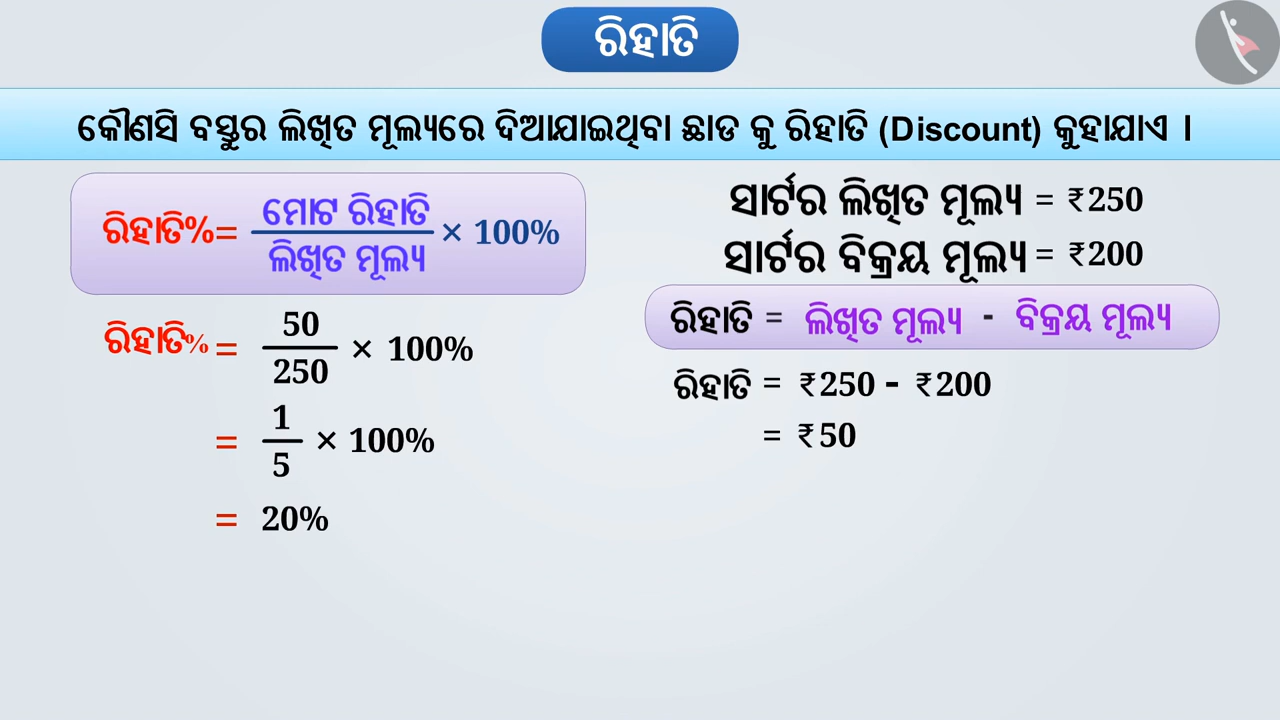 ରିହାତି
କୌଣସି ବସ୍ତୁର ଲିଖିତ ମୂଲ୍ୟରେ ଦିଆଯାଇଥିବା ଛାଡ କୁ ରିହାତି (Discount) କୁହାଯାଏ ।
ରିହାତି% = ମୋଟ ରିହାତି / ଲିଖିତ ମୂଲ୍ୟ × 100%
ରିହାତି% = 50 / 250 × 100%
= 1 / 5 × 100%
= 20%
ସାର୍ଟର ଲିଖିତ ମୂଲ୍ୟ = ₹250
ସାର୍ଟର ବିକ୍ରୟ ମୂଲ୍ୟ = ₹200
ରିହାତି = ଲିଖିତ ମୂଲ୍ୟ - ବିକ୍ରୟ ମୂଲ୍ୟ
ରିହାତି = ₹250 - ₹200
= ₹50